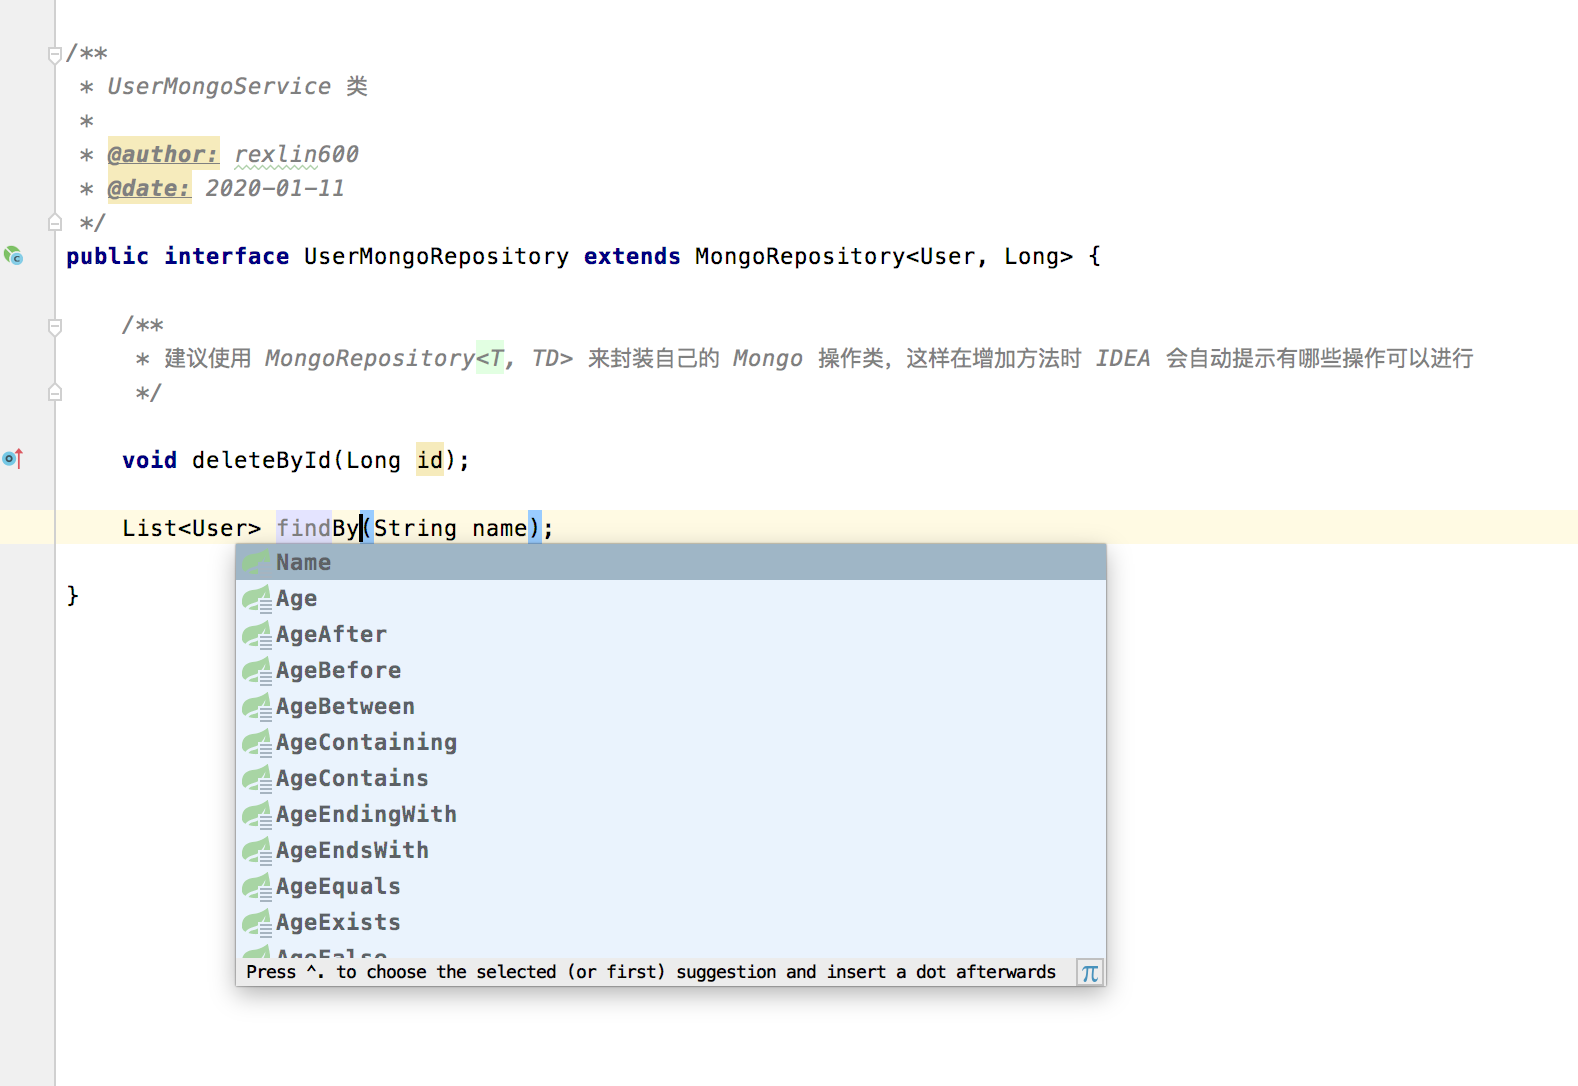 /**
* UserMongoService 类
*
* @author: rexlin600
* @date: 2020-01-11
*/
public interface UserMongoRepository extends MongoRepository<User, Long> {
/**
* 建议使用 MongoRepository<T, TD> 来封装自己的 Mongo 操作类，这样在增加方法时 IDEA 会自动提示有哪些操作可以进行
*/
void deleteById(Long id);
List<User> findBy(String name);
Name
}
Age
AgeAfter
AgeBefore
AgeBetween
AgeContaining
AgeContains
AgeEndingWith
AgeEndsWith
AgeEquals
AgeExists
AgeFalse
Press ^. to choose the selected (or first) suggestion and insert a dot afterwards π